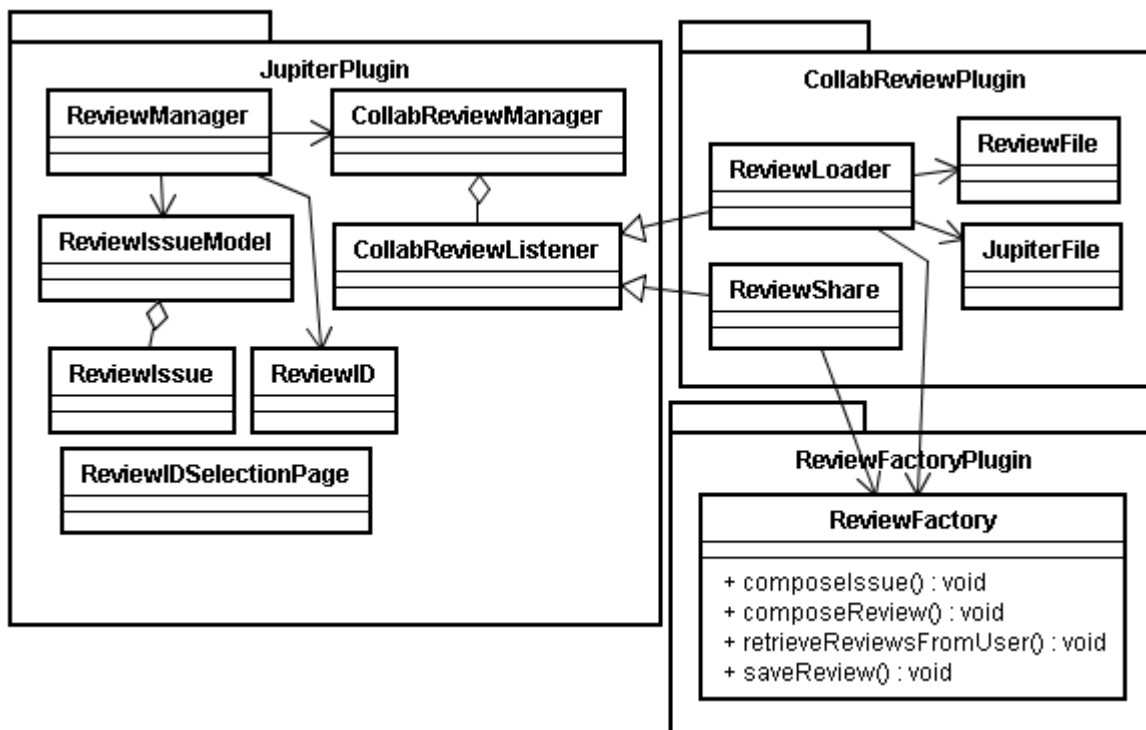 JupiterPlugin
ReviewManager
CollabReviewManager
ReviewIssueModel
CollabReviewListener
ReviewIssue
ReviewID
ReviewIDSelectionPage
CollabReviewPlugin
ReviewLoader
ReviewFile
JupiterFile
ReviewShare
ReviewFactoryPlugin
ReviewFactory
+ composeIssue() : void
+ composeReview() : void
+ retrieveReviewsFromUser() : void
+ saveReview() : void